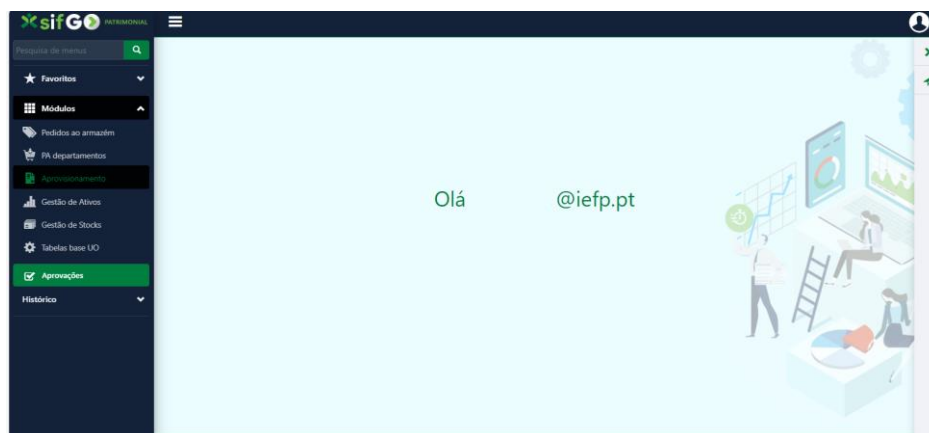 sifGO PATRIMONIAL
Pesquisa de menus
Favoritos
Módulos
Pedidos ao armazém
PA departamentos
Aprovisionamento
Gestão de Ativos
Gestão de Stocks
Tabelas base UO
Aprovações
Histórico
Olá @iefp.pt